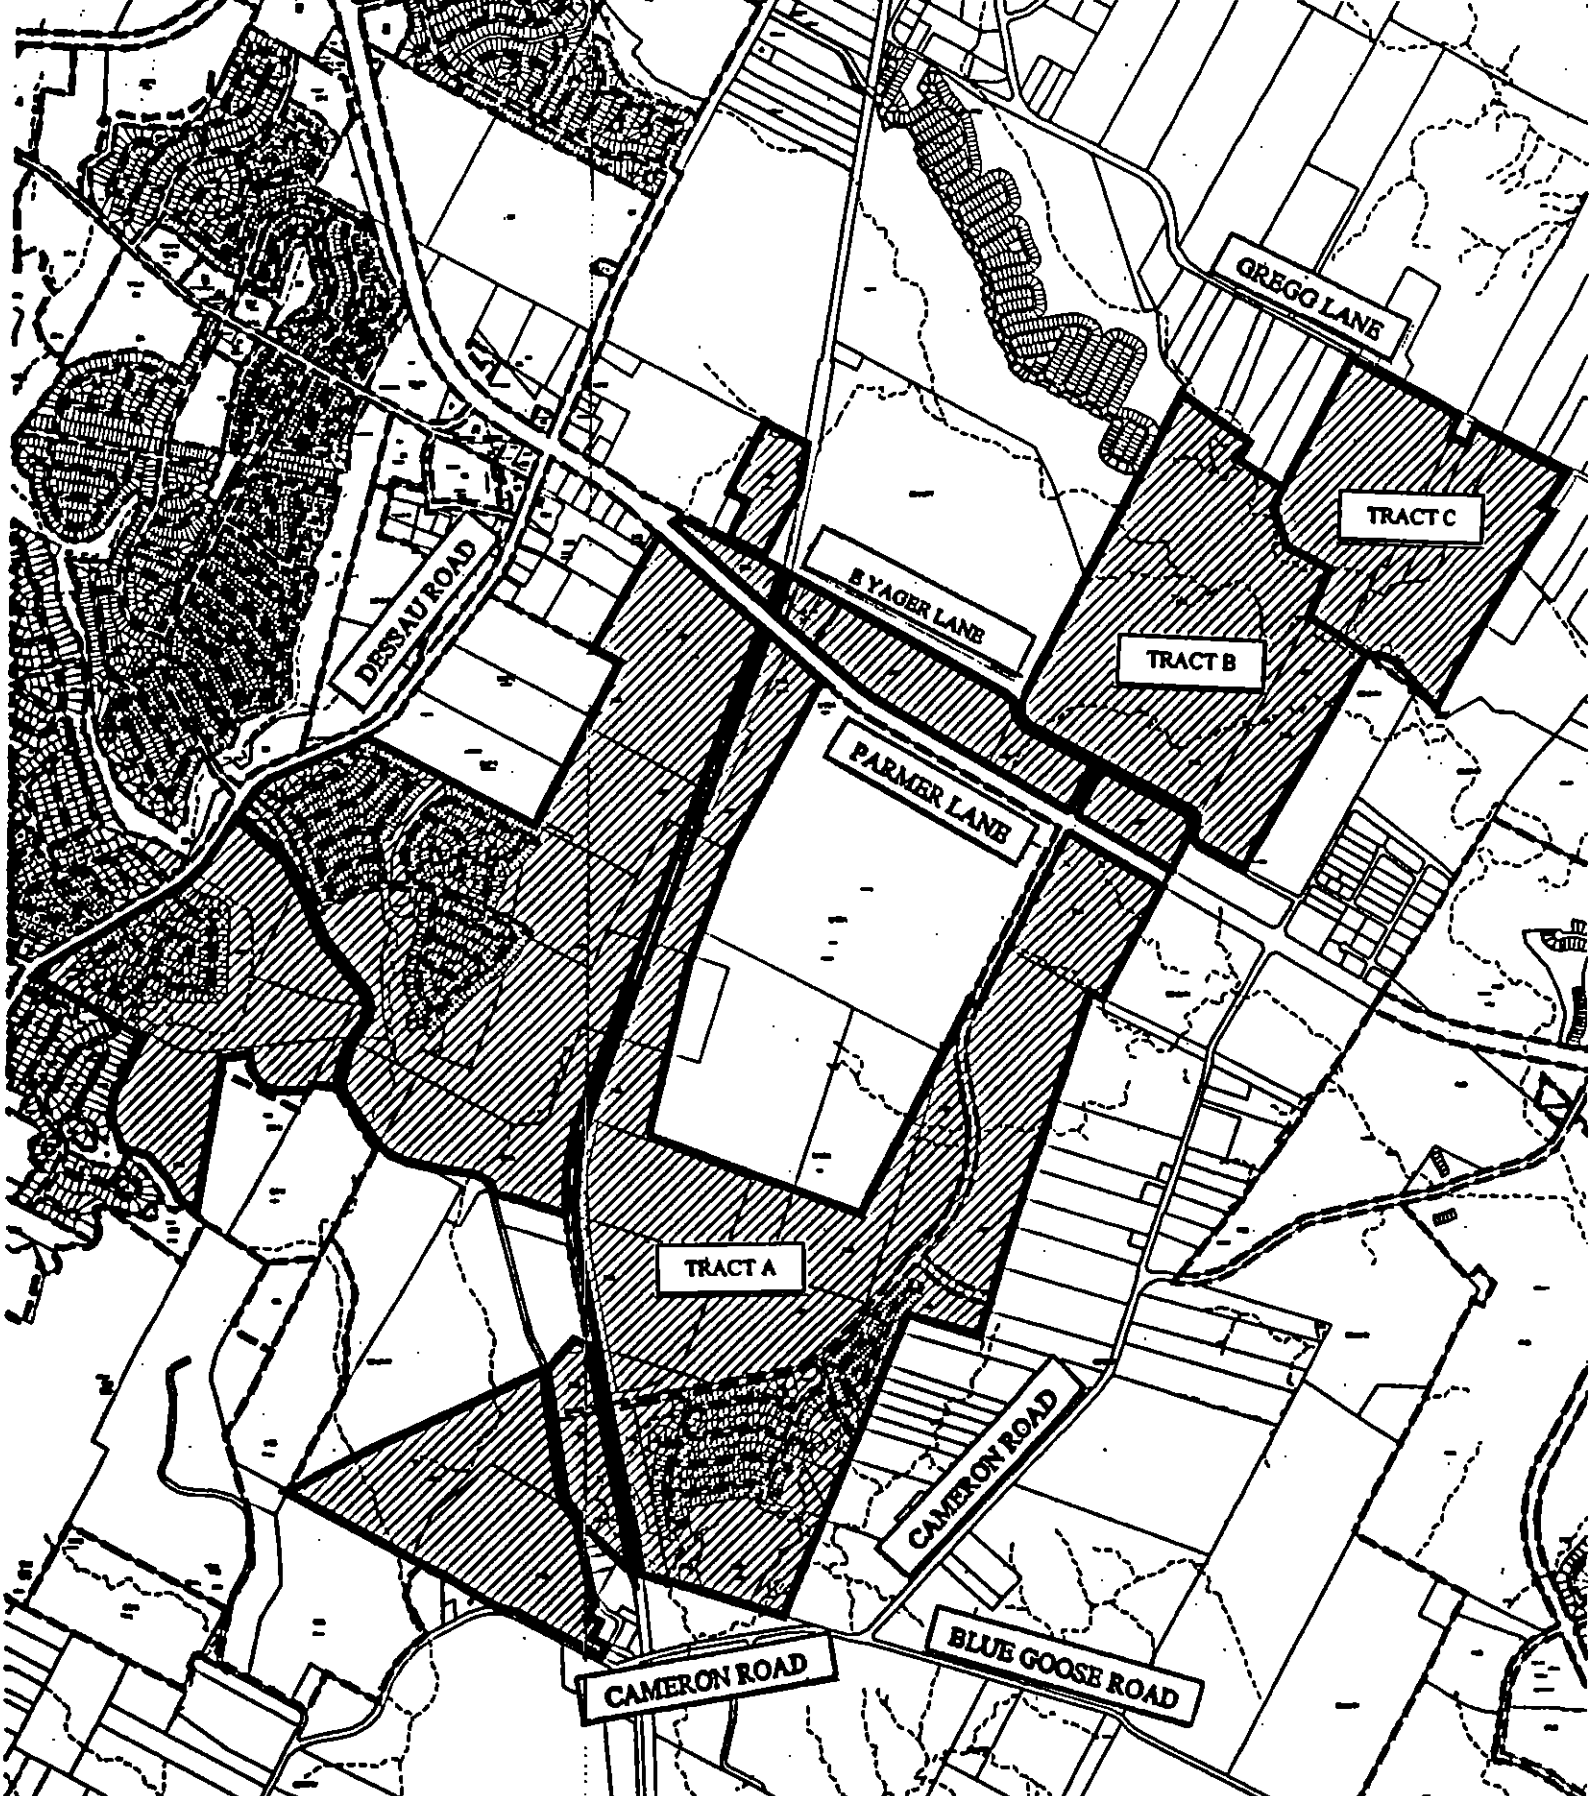 GREGG LANE
TRACT C
E YAGER LANE
DESSAU ROAD
TRACT B
PARMER LANE
TRACT A
CAMERON ROAD
BLUE GOOSE ROAD
CAMERON ROAD